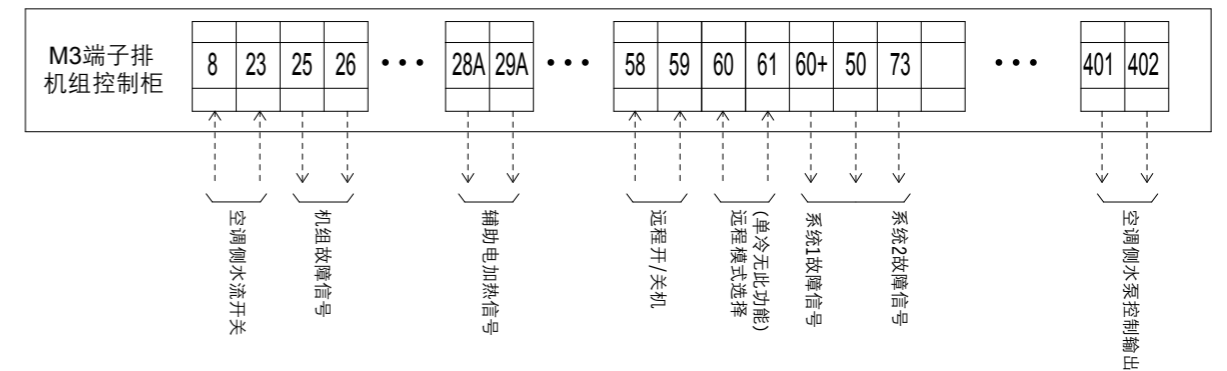 M3端子排
机组控制柜
8 23 25 26 ••• 28A 29A ••• 58 59 60 61 60+ 50 73 ••• 401 402
空调侧水流开关
机组故障信号
辅助电加热信号
远程开/关机
(单冷无此功能)
远程模式选择
系统1故障信号
系统2故障信号
空调侧水泵控制输出